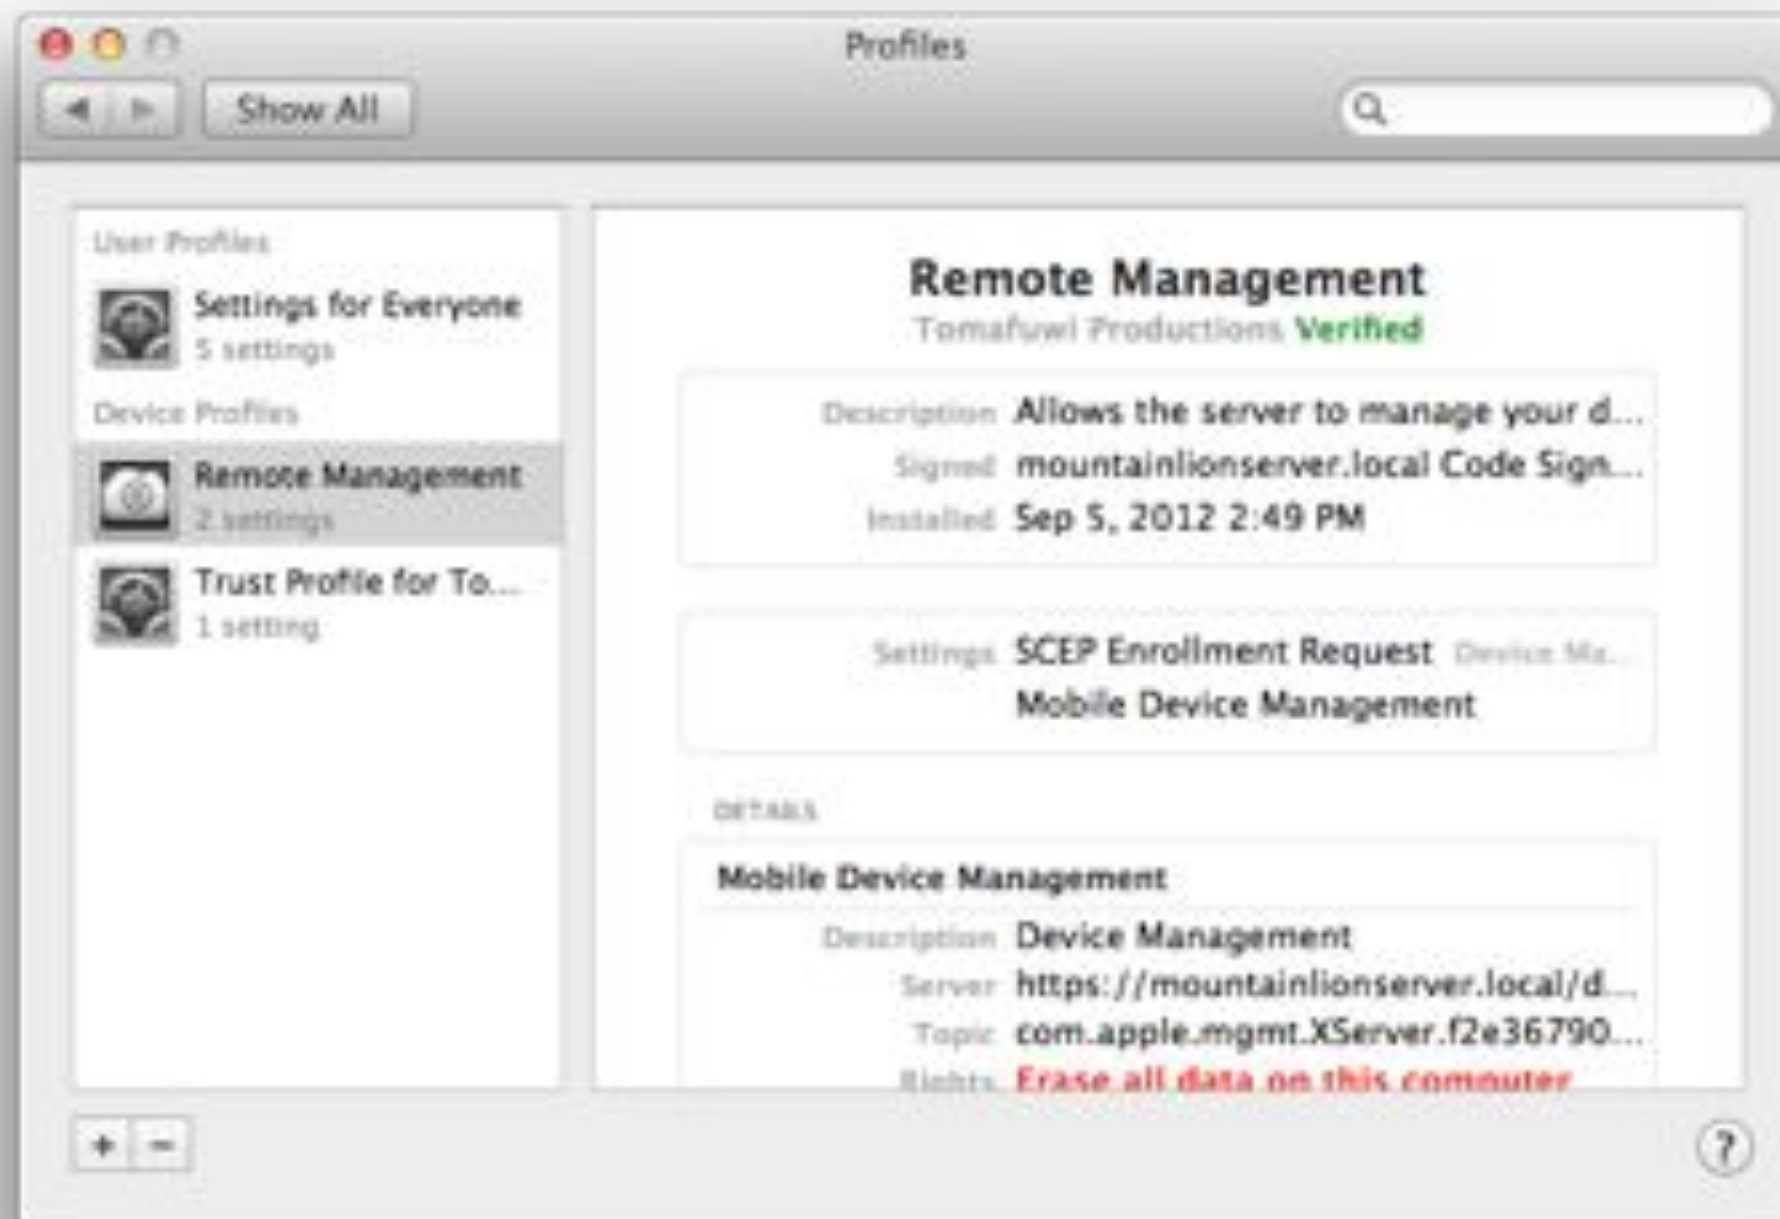 Profiles
Show All
User Profiles
Settings for Everyone
5 settings
Device Profiles
Remote Management
2 settings
Trust Profile for To...
1 setting
Remote Management
Tomafuwi Productions Verified
Description Allows the server to manage your d...
Signed mountainlionserver.local Code Sign...
Installed Sep 5, 2012 2:49 PM
Settings SCEP Enrollment Request Device Ma...
Mobile Device Management
DETAILS
Mobile Device Management
Description Device Management
Server https://mountainlionserver.local/d...
Topic com.apple.mgmt.XServer.f2e36790...
Rights Erase all data on this computer
+ -
?